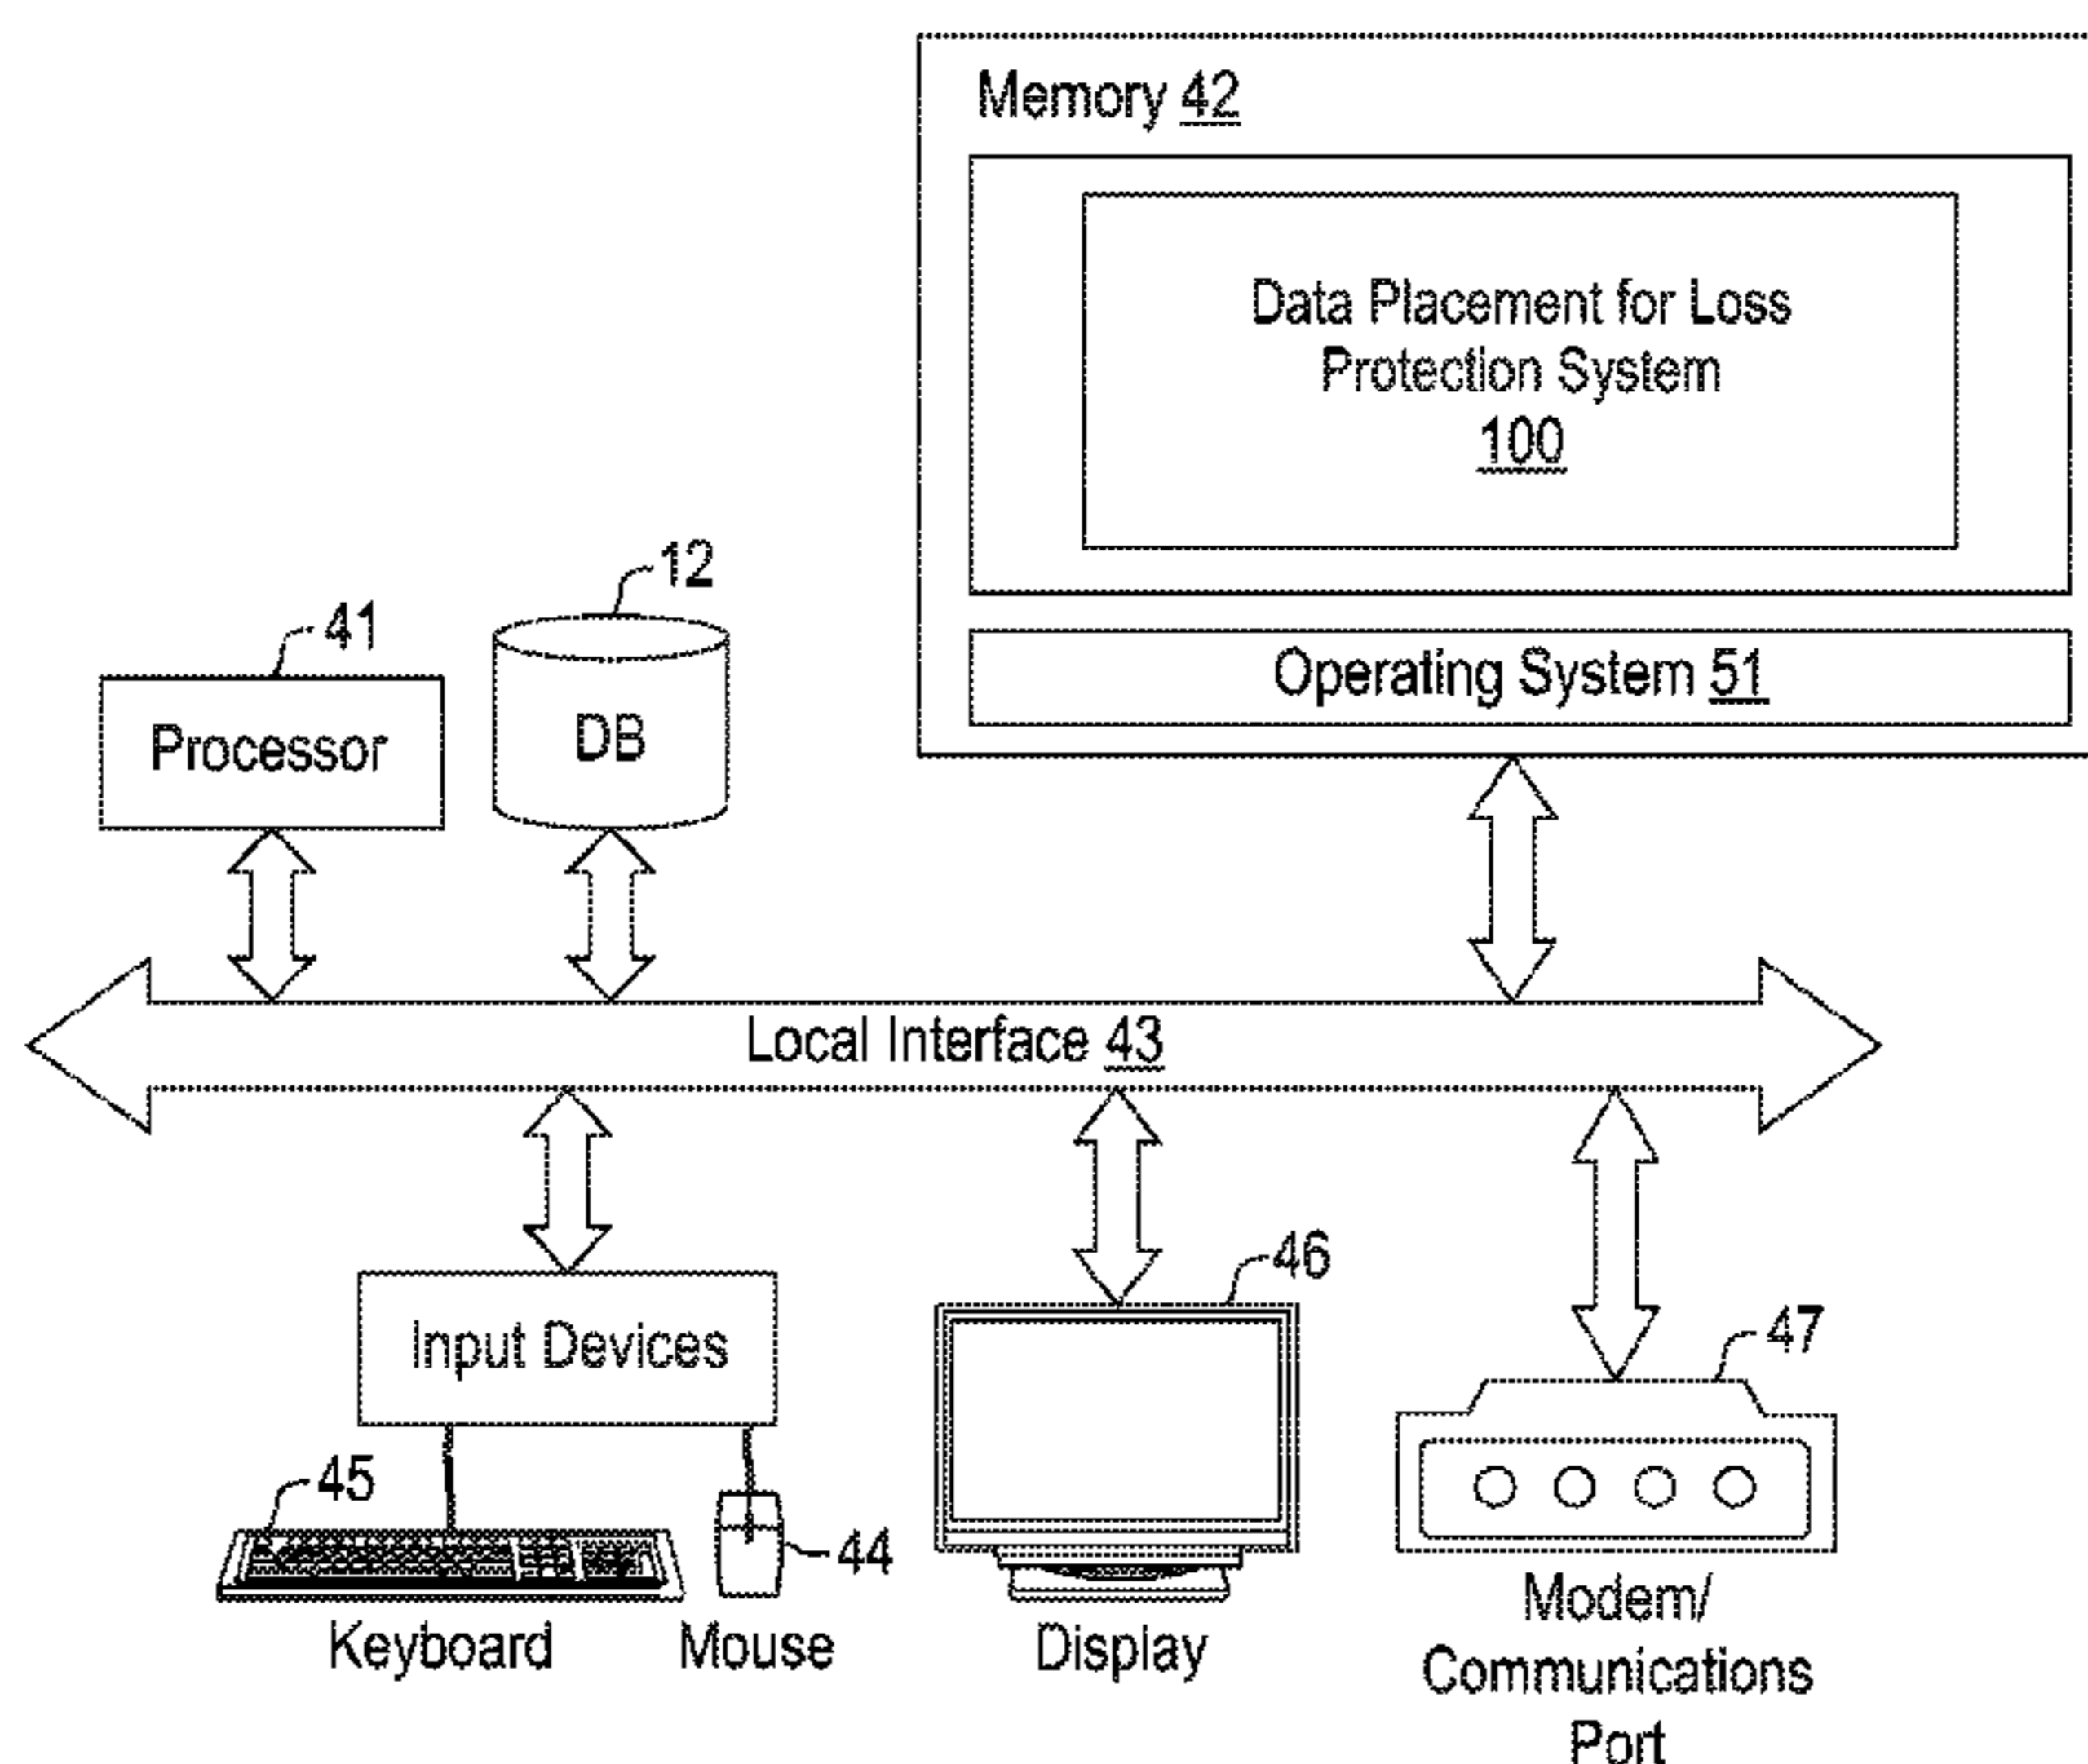 Memory 42
Data Placement for Loss
Protection System
100
Operating System 51
12
41
Processor
DB
Local Interface 43
Input Devices
46
47
45
44
Keyboard
Mouse
Display
Modem/
Communications
Port